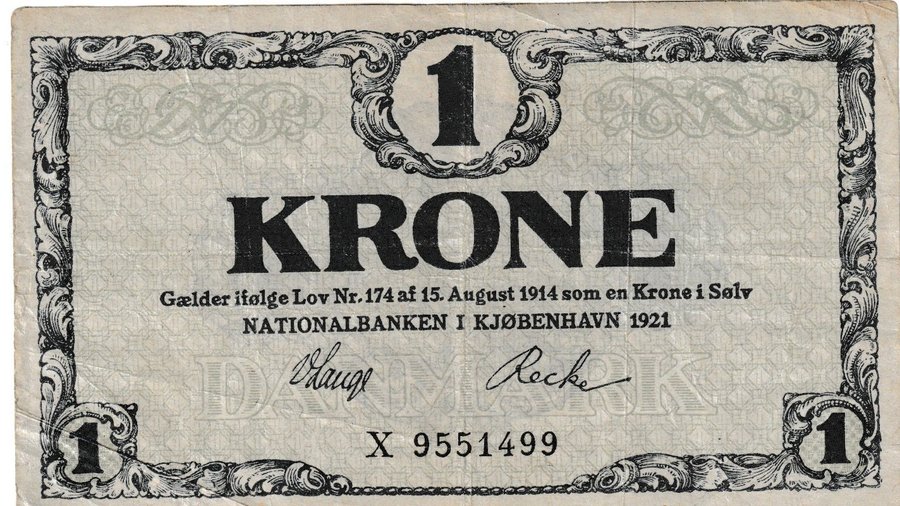 1
KRONE
Gælder ifølge Lov Nr. 174 af 15. August 1914 som en Krone i Sølv
NATIONALBANKEN I KJØBENHAVN 1921
VLange Recke
DANMARK
X 9551499
1 1